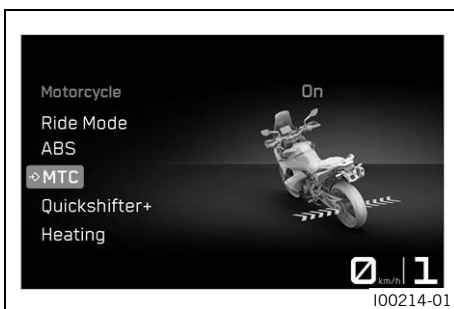 Motorcycle On
Ride Mode
ABS
MTC
Quickshifter+
Heating
0 km/h 1
I00214-01